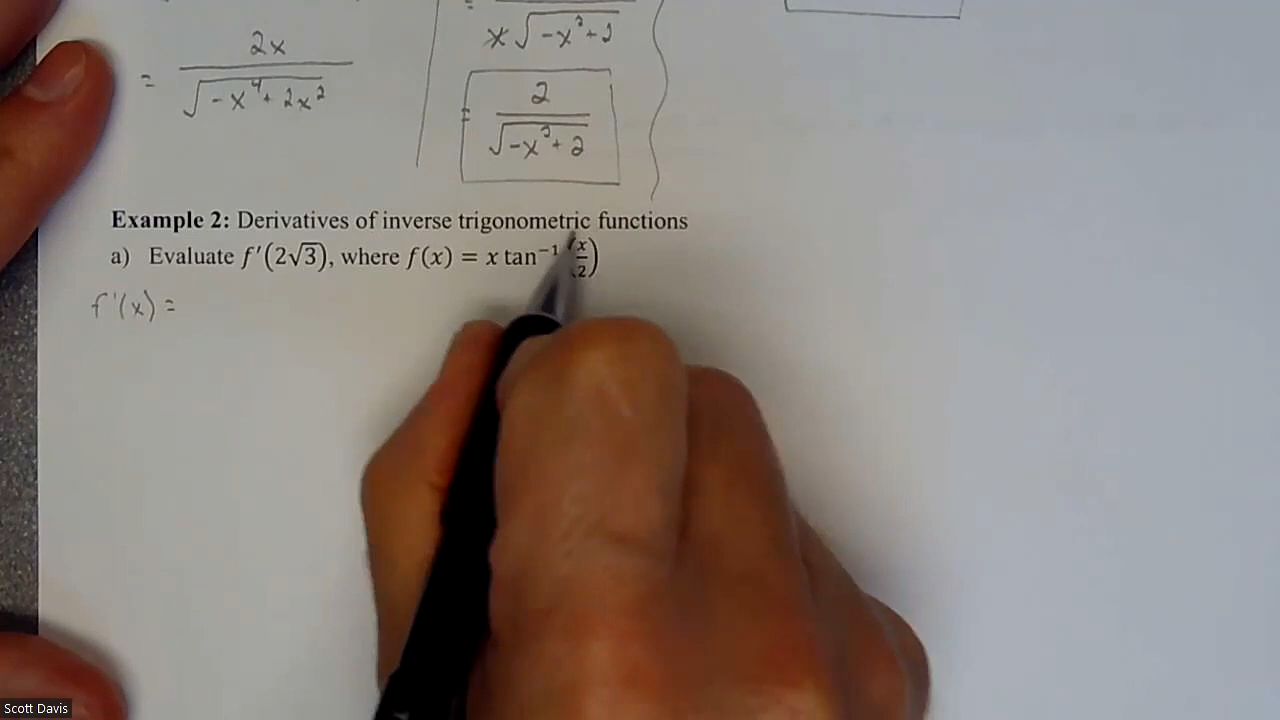 = 2x / √(-x⁴ + 2x²)
x √(-x² + 2)
= 2 / √(-x² + 2)
Example 2: Derivatives of inverse trigonometric functions
a) Evaluate f′(2√3), where f(x) = x tan⁻¹(x/2)
f'(x) =
Scott Davis